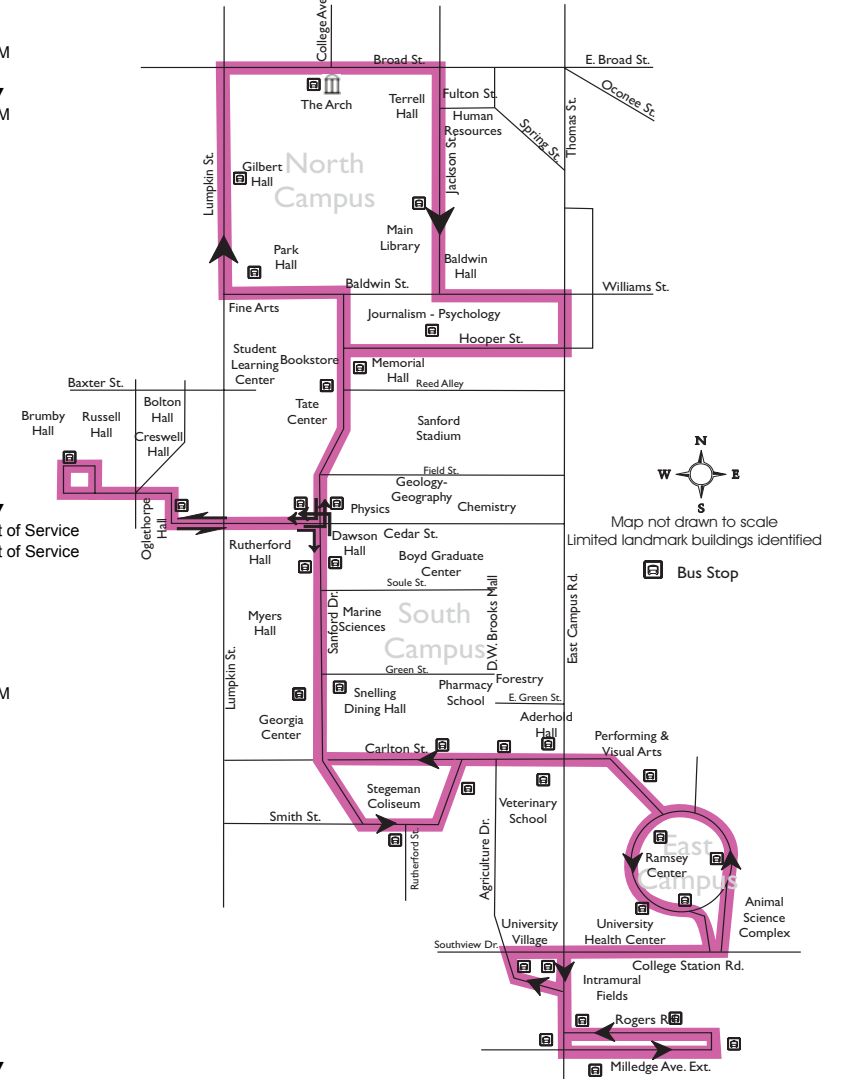 College Ave
M
Broad St.
E. Broad St.
The Arch
Terrell
Hall
Fulton St.
Human
Resources
Oconee St.
M
Spring St.
Thomas St.
Lumpkin St.
Gilbert
Hall
North
Campus
Jackson St.
Main
Library
Park
Hall
Baldwin
Hall
Baldwin St.
Williams St.
Fine Arts
Journalism - Psychology
Hooper St.
Student
Learning
Center
Bookstore
Memorial
Hall
Baxter St.
Reed Alley
Brumby
Hall
Russell
Hall
Bolton
Hall
Creswell
Hall
Tate
Center
Sanford
Stadium
N
W
E
S
Map not drawn to scale
Limited landmark buildings identified
Bus Stop
Field St.
Geology-
Geography
Physics
Chemistry
t of Service
t of Service
Oglethorpe
Hall
Rutherford
Hall
Dawson
Hall
Cedar St.
Boyd Graduate
Center
Soule St.
Sanford Dr.
Marine
Sciences
South
Campus
D.W. Brooks Mall
East Campus Rd.
Myers
Hall
Lumpkin St.
Green St.
Forestry
M
Snelling
Dining Hall
Pharmacy
School
E. Green St.
Georgia
Center
Aderhold
Hall
Carlton St.
Performing &
Visual Arts
Stegeman
Coliseum
Smith St.
Rutherford St.
Veterinary
School
Agriculture Dr.
East
Campus
Ramsey
Center
Animal
Science
Complex
University
Village
University
Health Center
Southview Dr.
College Station Rd.
Intramural
Fields
Rogers R
Milledge Ave. Ext.